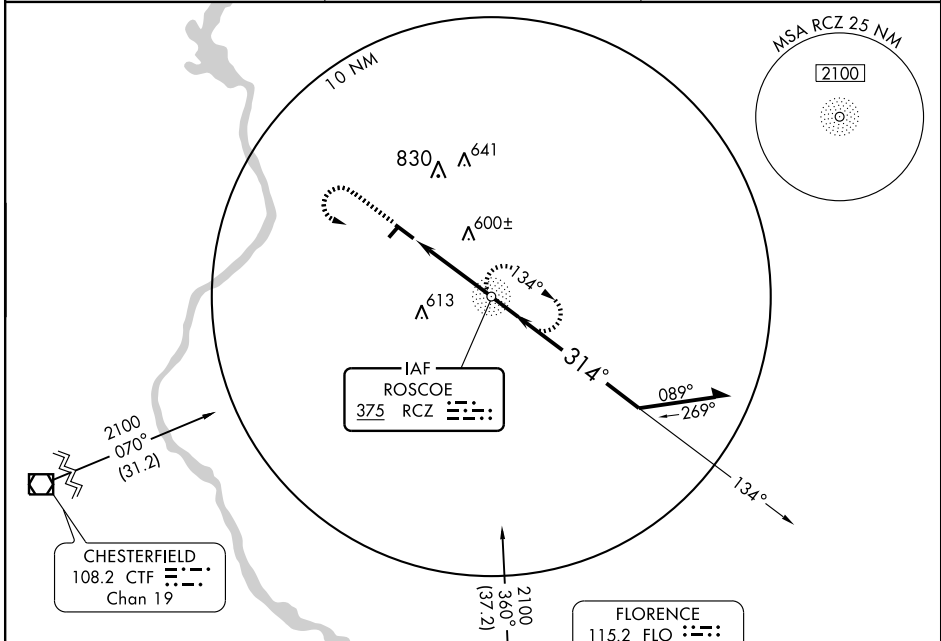 MSA RCZ 25 NM
2100
10 NM
830
641
600±
134°
613
IAF
ROSCOE
375 RCZ
314°
089°
269°
134°
2100
070°
(31.2)
CHESTERFIELD
108.2 CTF
Chan 19
2100
360°
(37.2)
FLORENCE
115.2 FLO